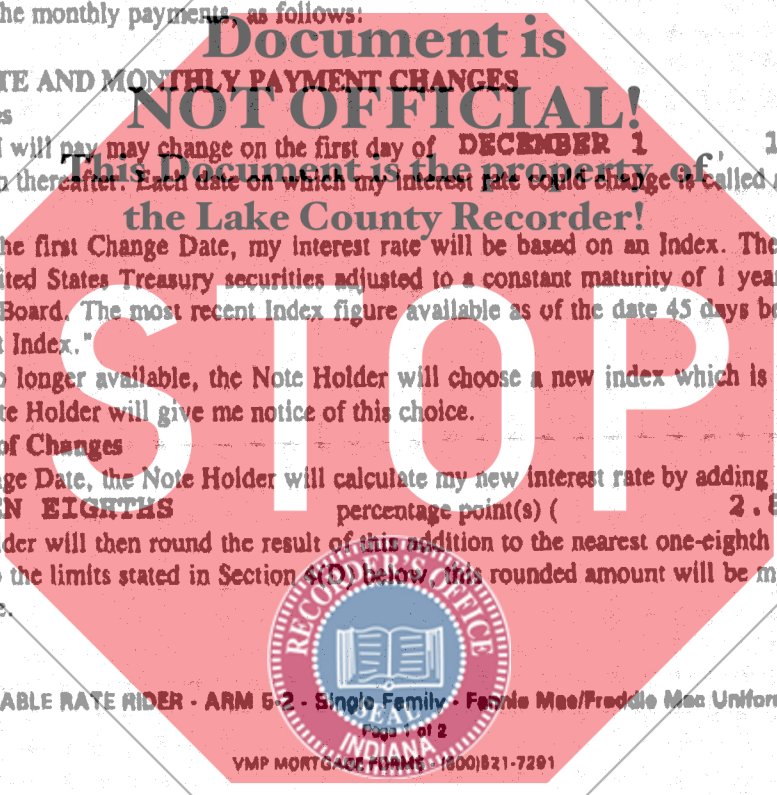 he monthly payments, as follows:
Document is
TE AND MONTHLY PAYMENT CHANGES
NOT OFFICIAL!
es
I will pay may change on the first day of DECEMBER 1 , 1
This Document is the property of
h thereafter. Each date on which my interest rate could change is called a
the Lake County Recorder!
he first Change Date, my interest rate will be based on an Index. The
ited States Treasury securities adjusted to a constant maturity of 1 yea
Board. The most recent Index figure available as of the date 45 days be
t Index."
o longer available, the Note Holder will choose a new index which is
te Holder will give me notice of this choice.
of Changes
ge Date, the Note Holder will calculate my new interest rate by adding
EN EIGHTHS percentage point(s) ( 2.8
lder will then round the result of this addition to the nearest one-eighth
o the limits stated in Section 4(D) below, this rounded amount will be m
e.
STOP
RECORDER'S OFFICE
SEAL
INDIANA
ABLE RATE RIDER - ARM 5-2 - Single Family - Fannie Mae/Freddie Mac Uniform
Page 1 of 2
VMP MORTGAGE FORMS - (800)521-7291